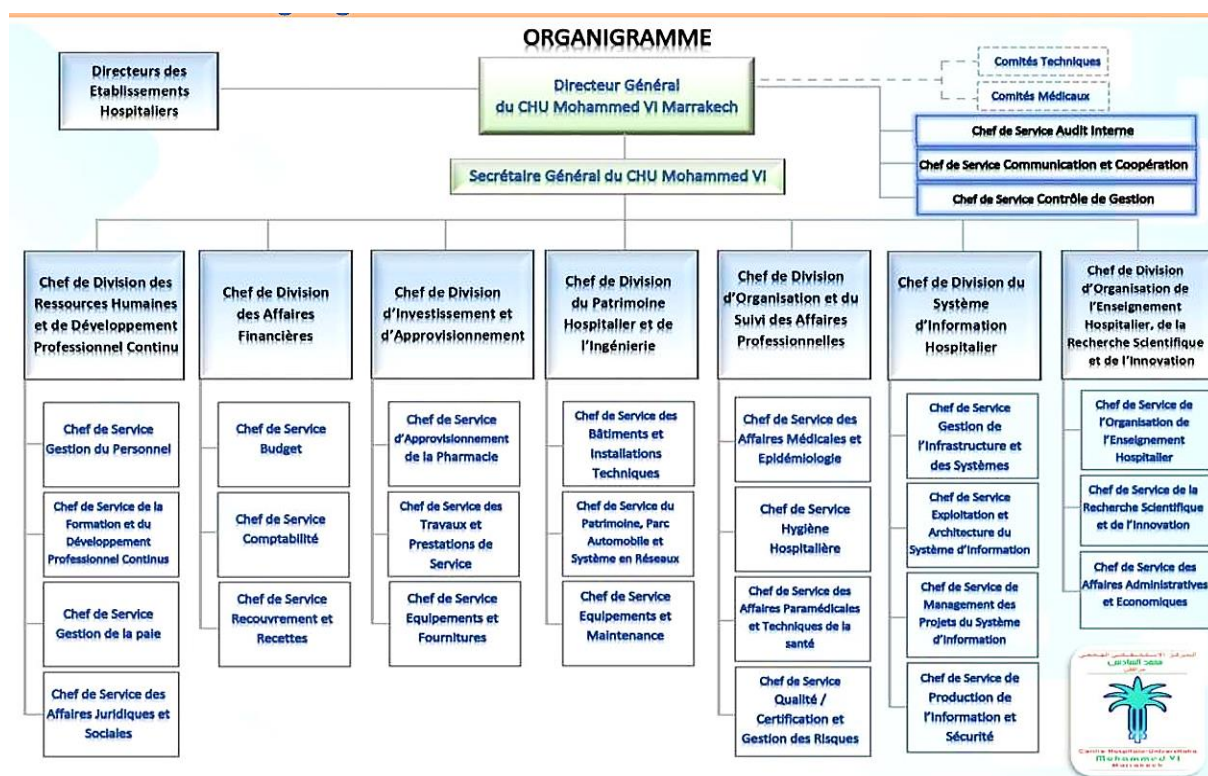 ORGANIGRAMME
Directeurs des
Etablissements
Hospitaliers
Directeur Général
du CHU Mohammed VI Marrakech
Comités Techniques
Comités Médicaux
Chef de Service Audit Interne
Chef de Service Communication et Coopération
Chef de Service Contrôle de Gestion
Secrétaire Général du CHU Mohammed VI
Chef de Division des
Ressources Humaines
et de Développement
Professionnel Continu
Chef de Division
des Affaires
Financières
Chef de Division
d'Investissement et
d'Approvisionnement
Chef de Division
du Patrimoine
Hospitalier et de
l'Ingénierie
Chef de Division
d'Organisation et du
Suivi des Affaires
Professionnelles
Chef de Division du
Système
d'Information
Hospitalier
Chef de Division
d'Organisation de
l'Enseignement
Hospitalier, de la
Recherche Scientifique
et de l'Innovation
Chef de Service
Gestion du Personnel
Chef de Service de la
Formation et du
Développement
Professionnel Continus
Chef de Service
Gestion de la paie
Chef de Service des
Affaires Juridiques et
Sociales
Chef de Service
Budget
Chef de Service
Comptabilité
Chef de Service
Recouvrement et
Recettes
Chef de Service
d'Approvisionnement
de la Pharmacie
Chef de Service des
Travaux et
Prestations de
Service
Chef de Service
Equipements et
Fournitures
Chef de Service des
Bâtiments et
Installations
Techniques
Chef de Service du
Patrimoine, Parc
Automobile et
Système en Réseaux
Chef de Service
Equipements et
Maintenance
Chef de Service des
Affaires Médicales et
Epidémiologie
Chef de Service
Hygiène
Hospitalière
Chef de Service des
Affaires Paramédicales
et Techniques de la
santé
Chef de Service
Qualité /
Certification et
Gestion des Risques
Chef de Service
Gestion de
l'Infrastructure et
des Systèmes
Chef de Service
Exploitation et
Architecture du
Système d'Information
Chef de Service de
Management des
Projets du Système
d'Information
Chef de Service de
Production de
l'Information et
Sécurité
Chef de Service de
l'Organisation de
l'Enseignement
Hospitalier
Chef de Service de la
Recherche Scientifique
et de l'Innovation
Chef de Service des
Affaires Administratives
et Economiques
محمد السادس
Centre Hospitalo-Universitaire
Mohammed VI
Marrakech